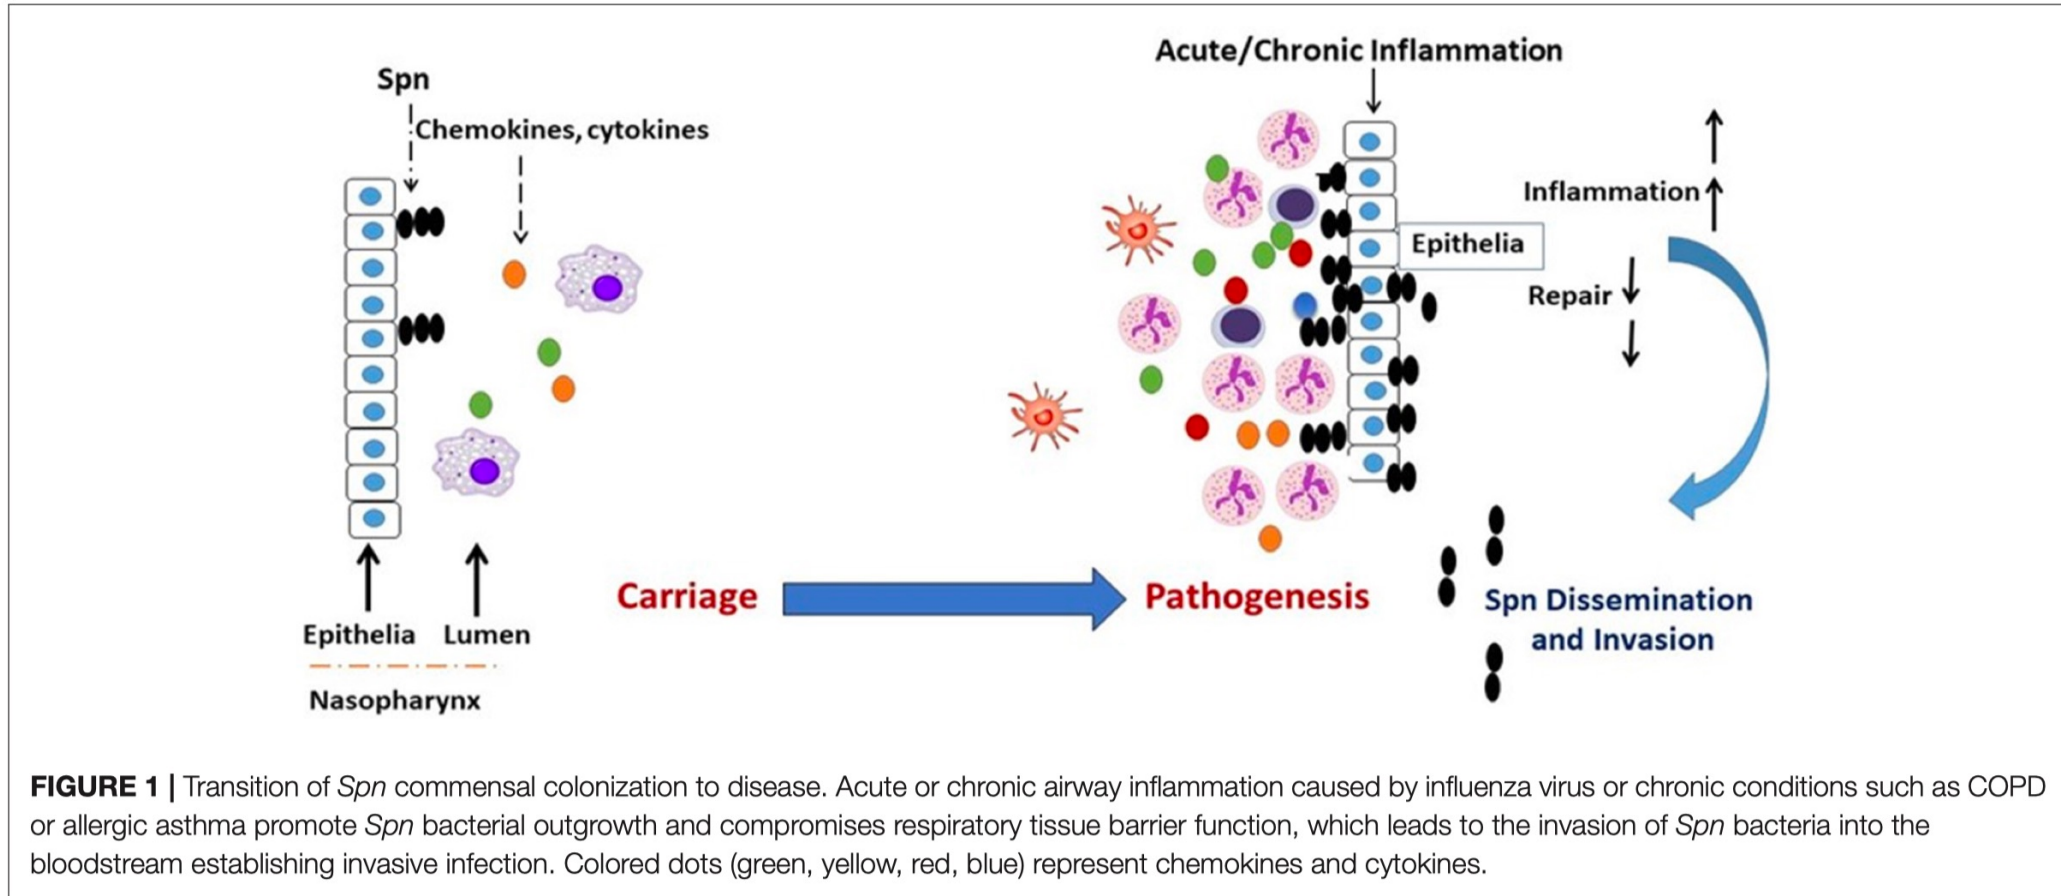 Spn
Chemokines, cytokines
Epithelia
Lumen
Nasopharynx
Carriage
Acute/Chronic Inflammation
Inflammation
Epithelia
Repair
Pathogenesis
Spn Dissemination
and Invasion
FIGURE 1 | Transition of Spn commensal colonization to disease. Acute or chronic airway inflammation caused by influenza virus or chronic conditions such as COPD
or allergic asthma promote Spn bacterial outgrowth and compromises respiratory tissue barrier function, which leads to the invasion of Spn bacteria into the
bloodstream establishing invasive infection. Colored dots (green, yellow, red, blue) represent chemokines and cytokines.